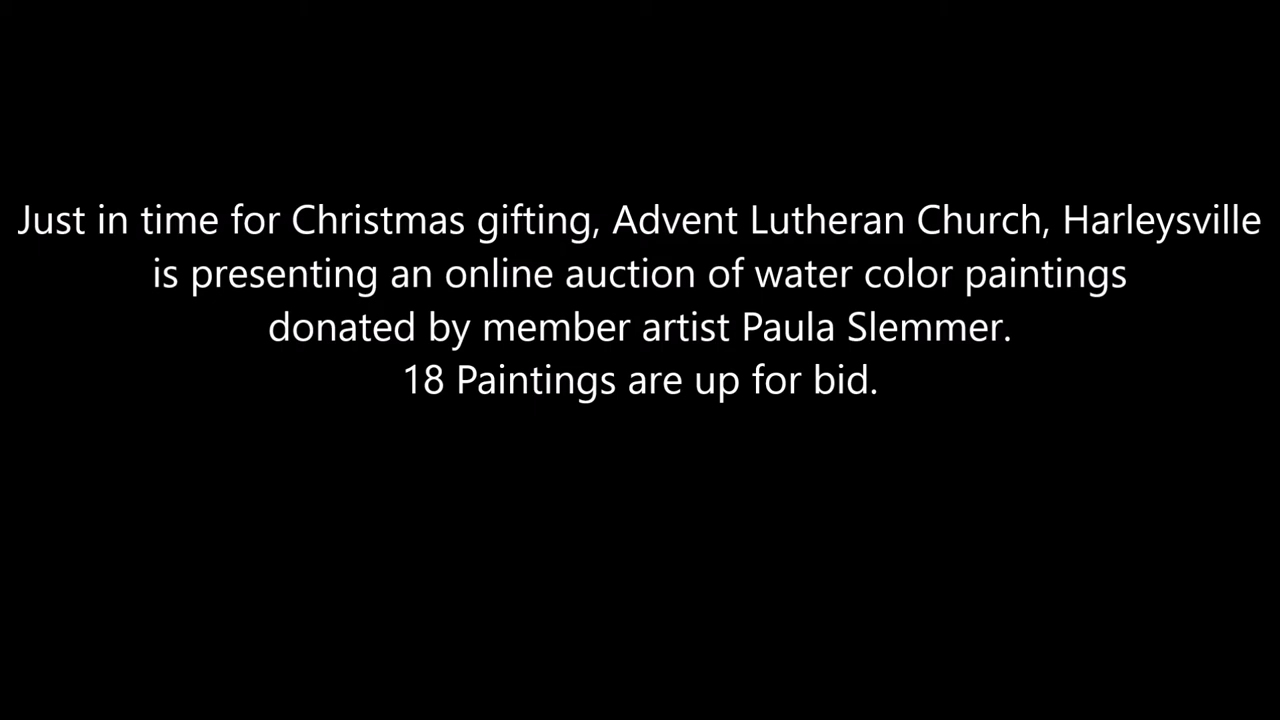 Just in time for Christmas gifting, Advent Lutheran Church, Harleysville
is presenting an online auction of water color paintings
donated by member artist Paula Slemmer.
18 Paintings are up for bid.